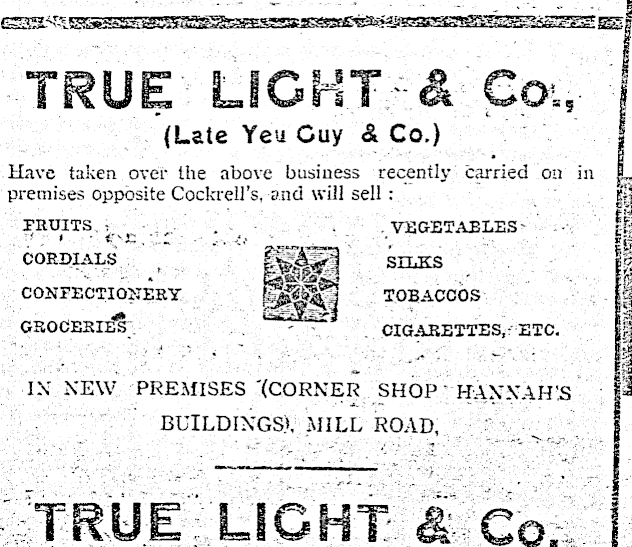 TRUE LIGHT & Co.,
(Late Yeu Guy & Co.)
Have taken over the above business recently carried on in
premises opposite Cockrell's, and will sell :
FRUITS
CORDIALS
CONFECTIONERY
GROCERIES
VEGETABLES
SILKS
TOBACCOS
CIGARETTES, ETC.
IN NEW PREMISES (CORNER SHOP HANNAH'S
BUILDINGS), MILL ROAD,
TRUE LIGHT & Co.